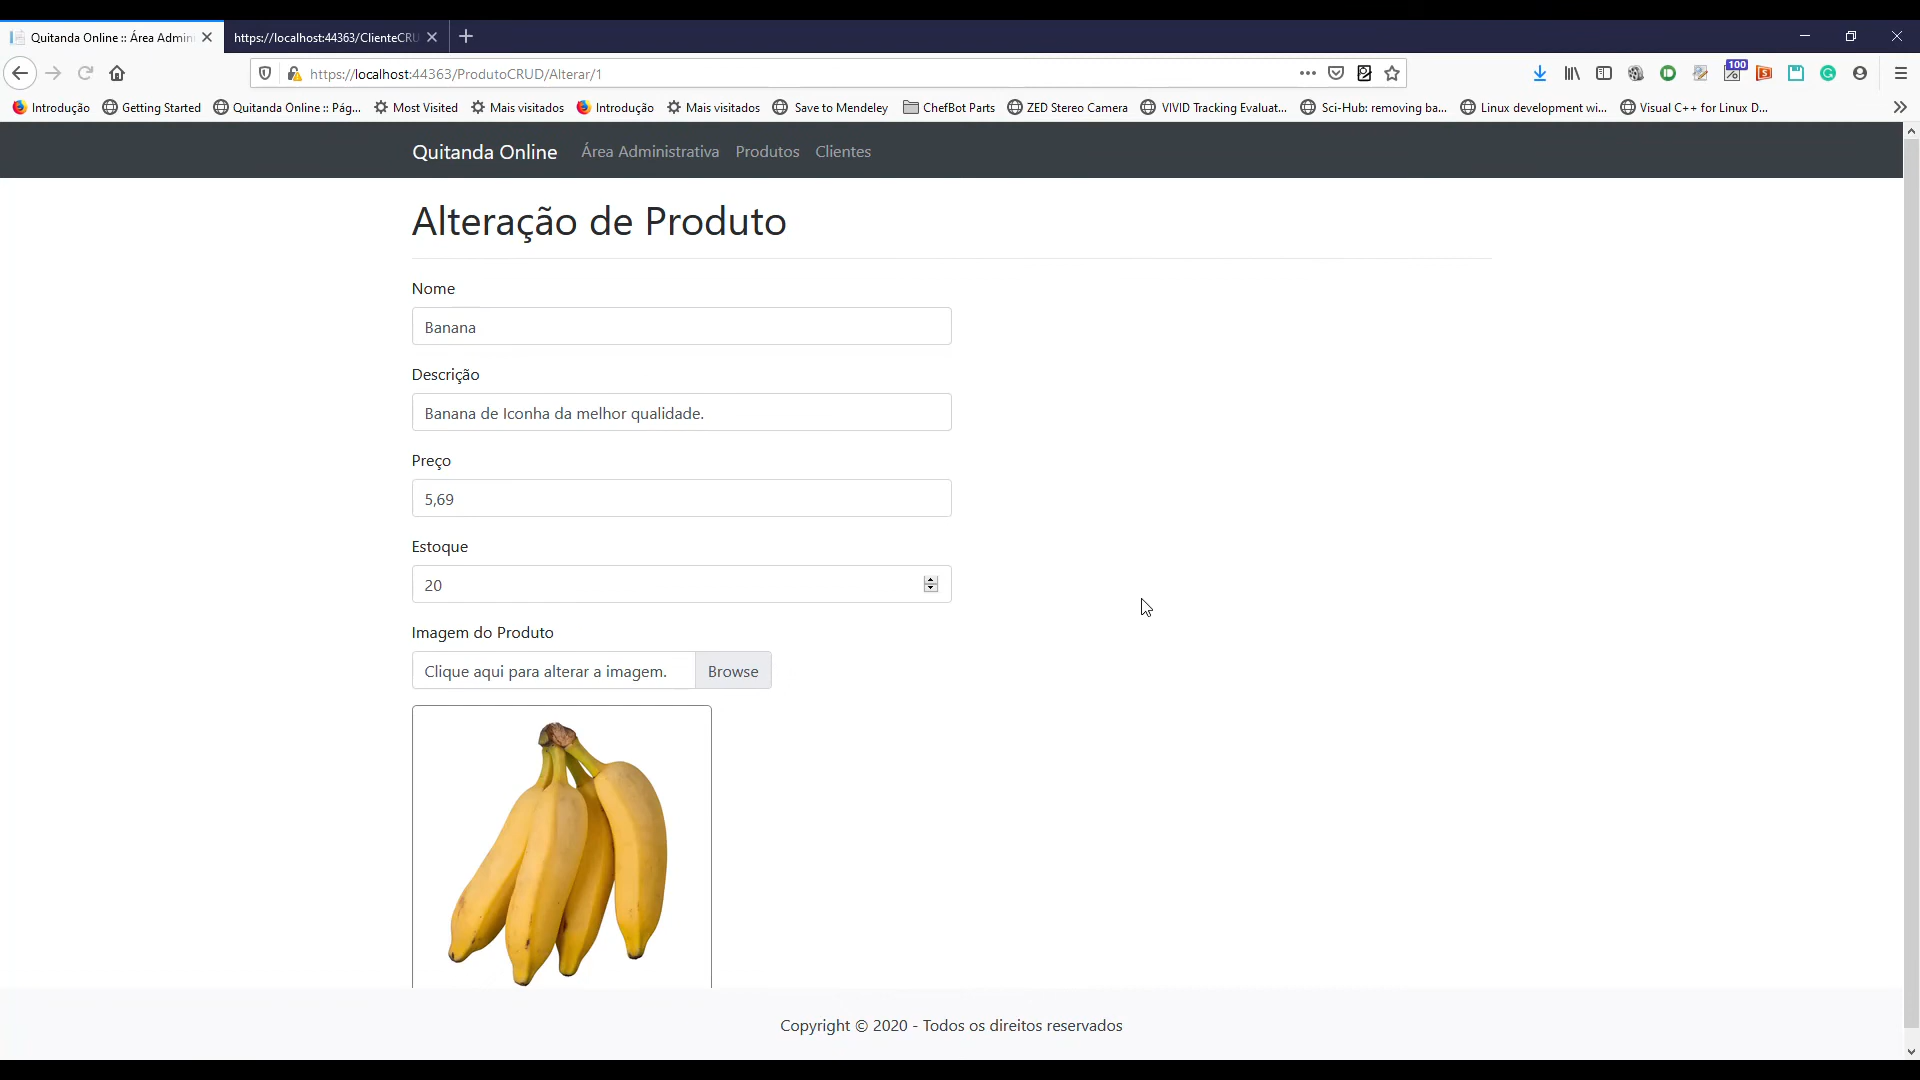 Quitanda Online :: Área Admin
https://localhost:44363/ClienteCRU
https://localhost:44363/ProdutoCRUD/Alterar/1
100
Introdução Getting Started Quitanda Online :: Pág... Most Visited Mais visitados Introdução Mais visitados Save to Mendeley ChefBot Parts ZED Stereo Camera VIVID Tracking Evaluat... Sci-Hub: removing ba... Linux development wi... Visual C++ for Linux D...
Quitanda Online Área Administrativa Produtos Clientes
Alteração de Produto
Nome
Banana
Descrição
Banana de Iconha da melhor qualidade.
Preço
5,69
Estoque
20
Imagem do Produto
Clique aqui para alterar a imagem. Browse
Copyright © 2020 - Todos os direitos reservados